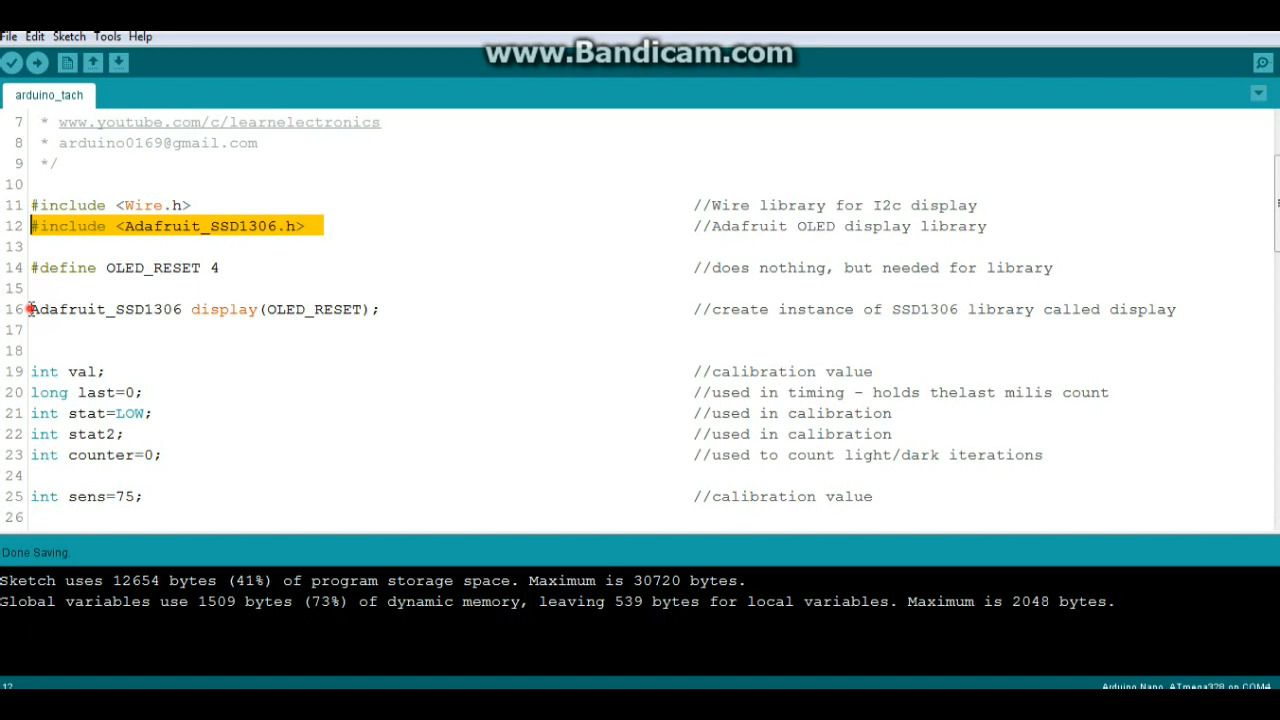 File Edit Sketch Tools Help
www.Bandicam.com
arduino_tach
7 * www.youtube.com/c/learnelectronics
8 * arduino0169@gmail.com
9 */
10
11 #include <Wire.h> //Wire library for I2c display
12 #include <Adafruit_SSD1306.h> //Adafruit OLED display library
13
14 #define OLED_RESET 4 //does nothing, but needed for library
15
16 Adafruit_SSD1306 display(OLED_RESET); //create instance of SSD1306 library called display
17
18
19 int val; //calibration value
20 long last=0; //used in timing - holds thelast milis count
21 int stat=LOW; //used in calibration
22 int stat2; //used in calibration
23 int counter=0; //used to count light/dark iterations
24
25 int sens=75; //calibration value
26
Done Saving.
Sketch uses 12654 bytes (41%) of program storage space. Maximum is 30720 bytes.
Global variables use 1509 bytes (73%) of dynamic memory, leaving 539 bytes for local variables. Maximum is 2048 bytes.
12 Arduino Nano, ATmega328 on COM4